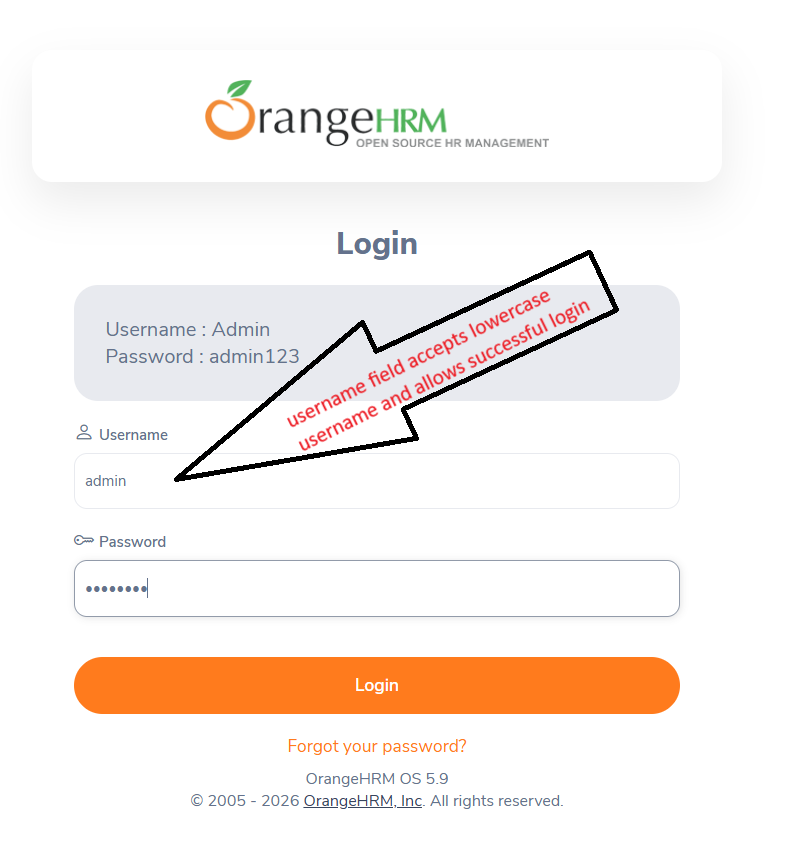 OrangeHRM
OPEN SOURCE HR MANAGEMENT
Login
Username : Admin
Password : admin123
username field accepts lowercase
username and allows successful login
Username
admin
Password
••••••••
Login
Forgot your password?
OrangeHRM OS 5.9
© 2005 - 2026 OrangeHRM, Inc. All rights reserved.